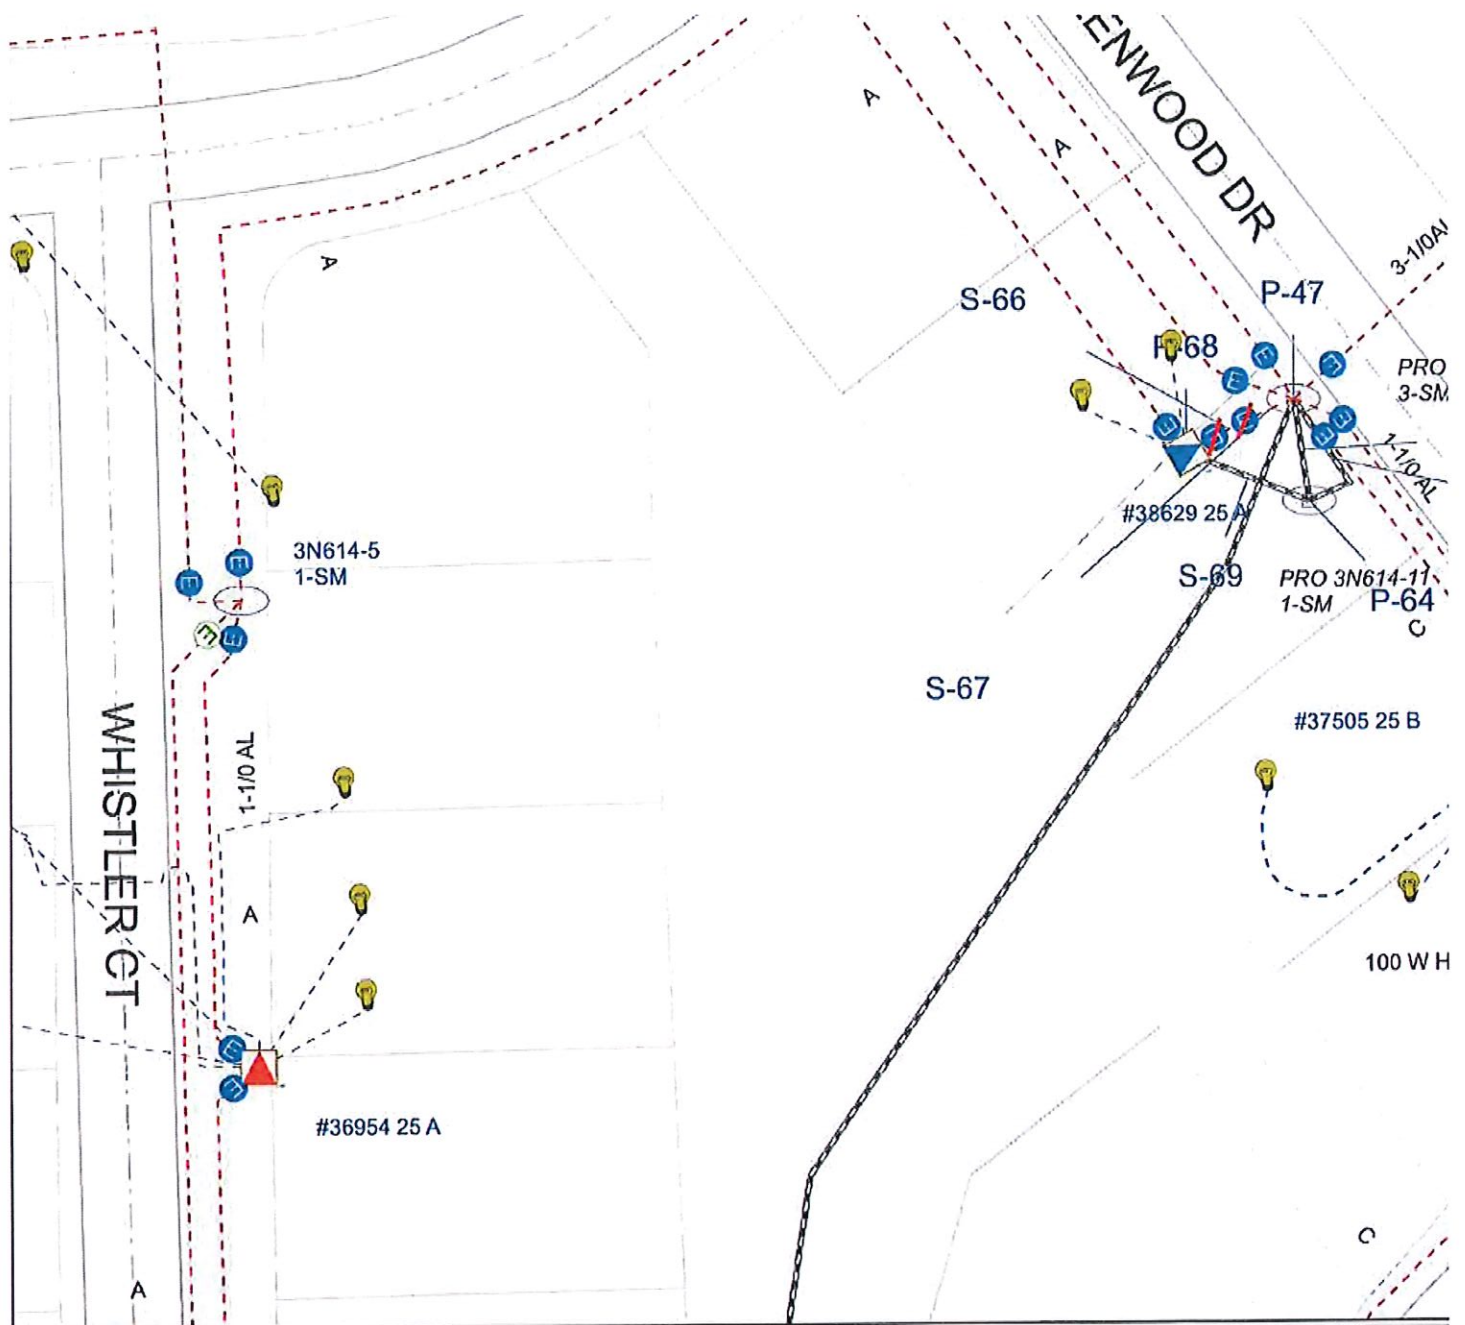 ENWOOD DR
A
A
3-1/0A
A
S-66
P-47
P-68
PRO
3-SM
1-1/0 AL
#38629 25 A
3N614-5
1-SM
S-69
PRO 3N614-11
1-SM
P-64
C
S-67
#37505 25 B
WHISTLER CT
1-1/0 AL
A
100 W H
#36954 25 A
C
A
E
E
E
E
E
E
E
E
E
E
E